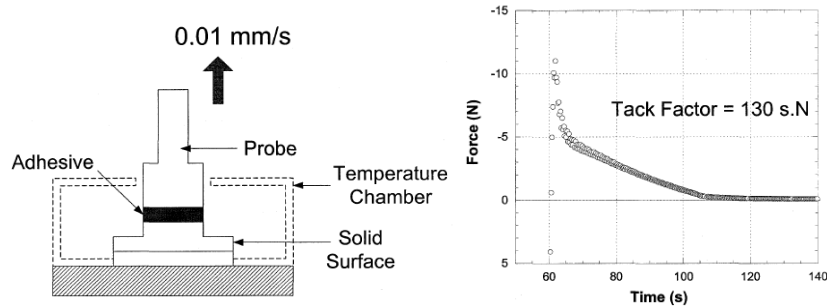 0.01 mm/s
Probe
Adhesive
Temperature
Chamber
Solid
Surface
Force (N)
-15
-10
-5
0
5
Tack Factor = 130 s.N
40 60 80 100 120 140
Time (s)